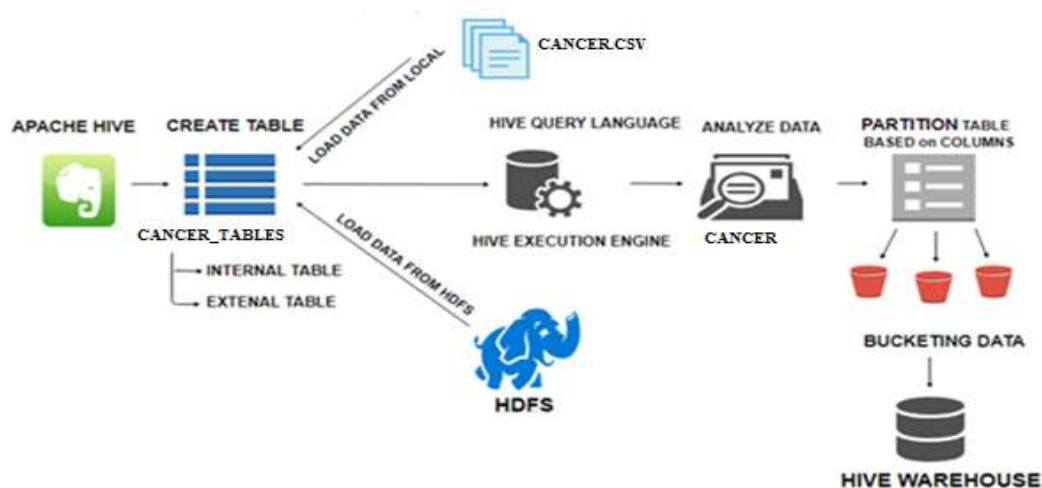 CANCER.CSV
LOAD DATA FROM LOCAL
APACHE HIVE
CREATE TABLE
CANCER_TABLES
INTERNAL TABLE
EXTENAL TABLE
LOAD DATA FROM HDFS
HDFS
HIVE QUERY LANGUAGE
HIVE EXECUTION ENGINE
ANALYZE DATA
CANCER
PARTITION TABLE
BASED on COLUMNS
BUCKETING DATA
HIVE WAREHOUSE